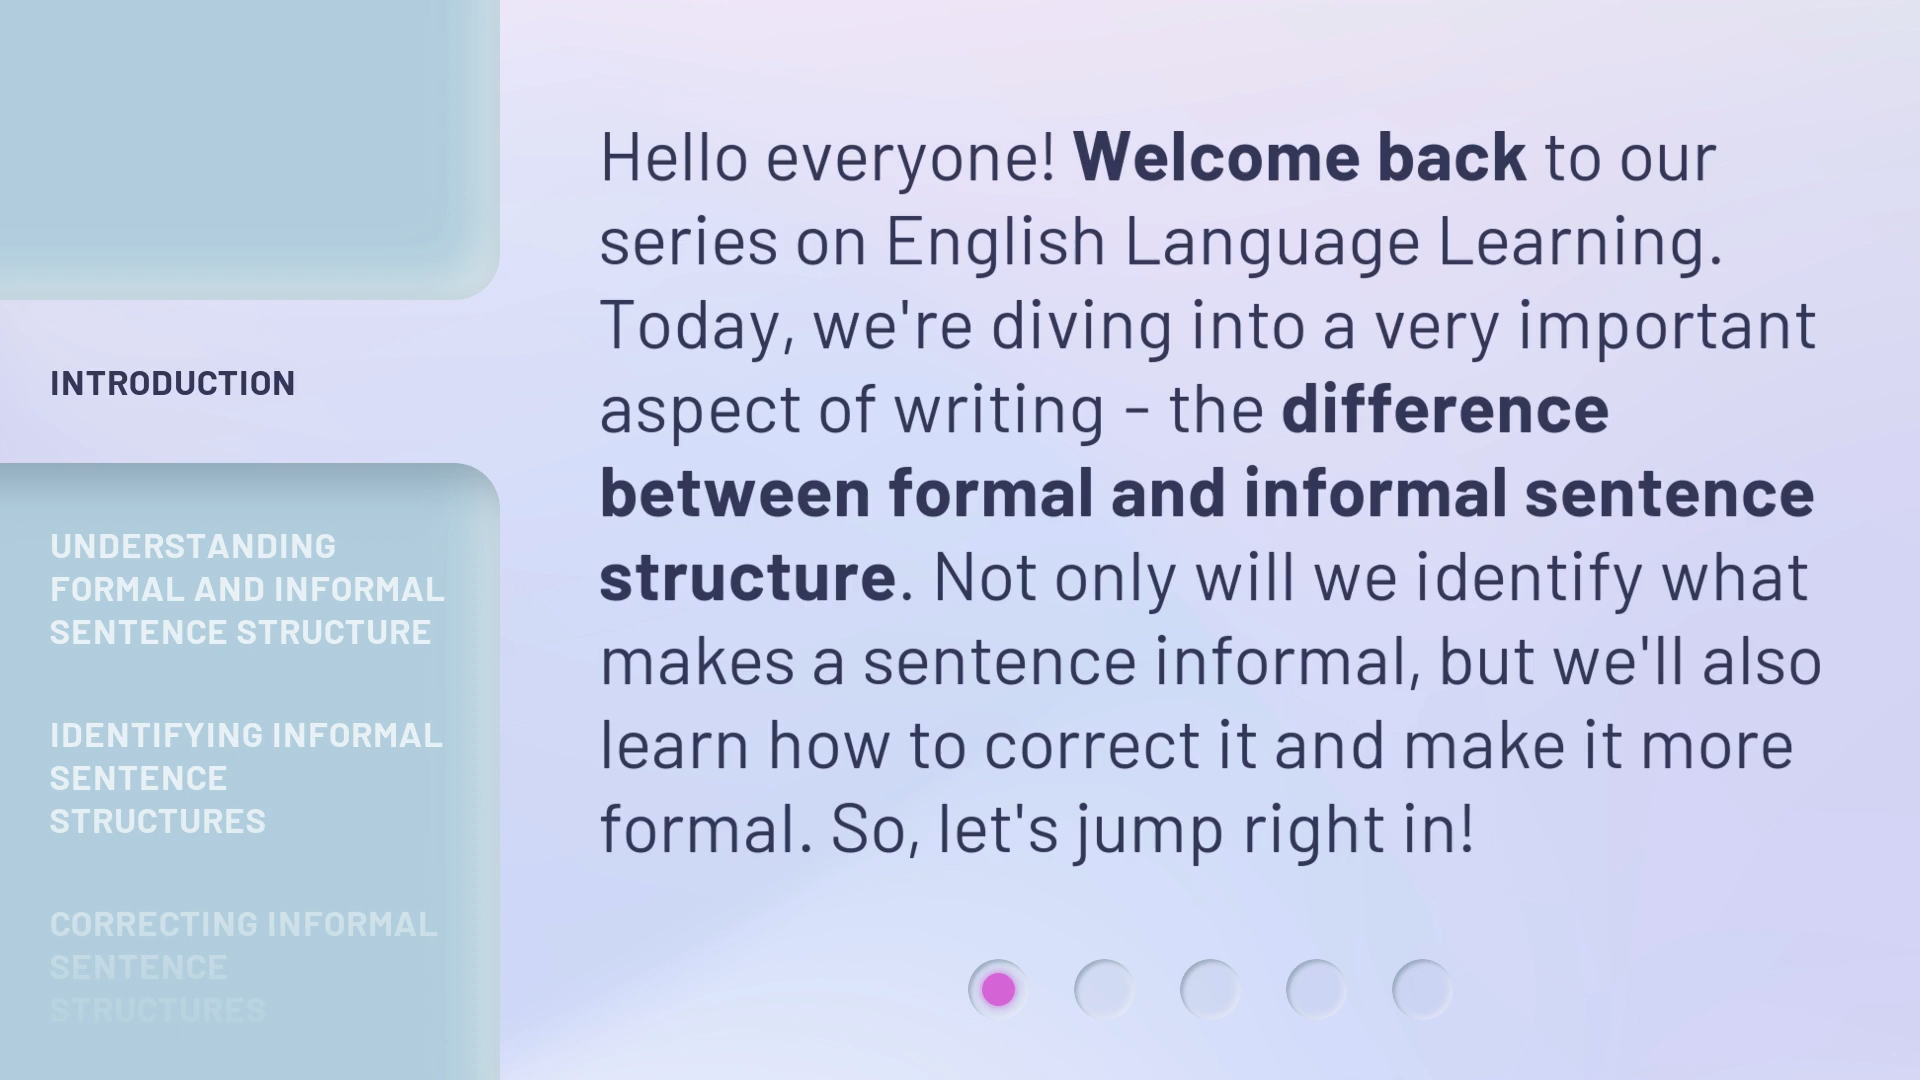 INTRODUCTION
UNDERSTANDING
FORMAL AND INFORMAL
SENTENCE STRUCTURE
IDENTIFYING INFORMAL
SENTENCE
STRUCTURES
CORRECTING INFORMAL
SENTENCE
STRUCTURES
Hello everyone! Welcome back to our
series on English Language Learning.
Today, we're diving into a very important
aspect of writing - the difference
between formal and informal sentence
structure. Not only will we identify what
makes a sentence informal, but we'll also
learn how to correct it and make it more
formal. So, let's jump right in!